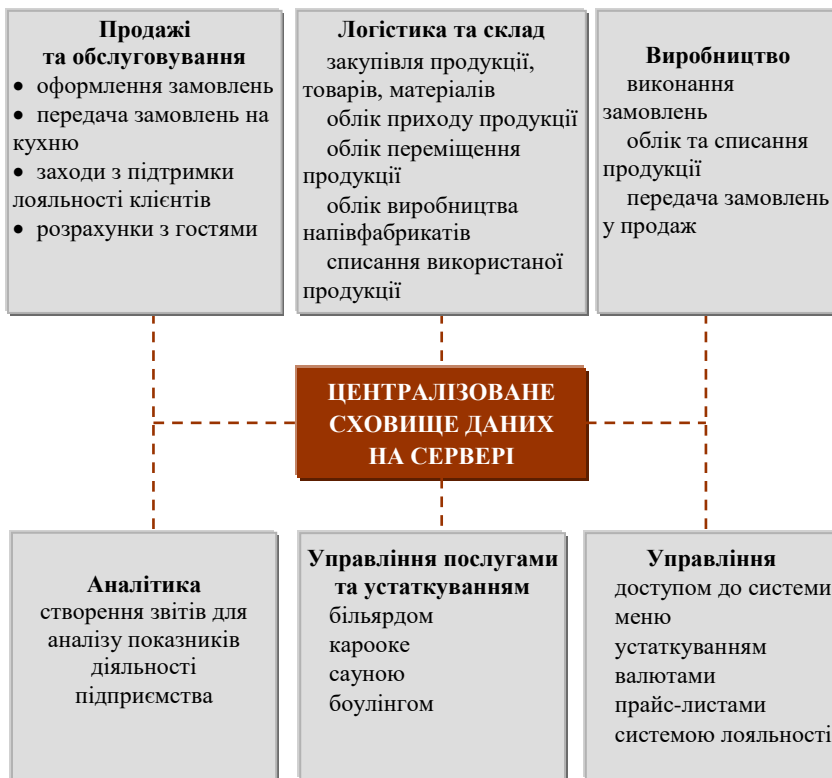 Продажі
та обслуговування
• оформлення замовлень
• передача замовлень на
кухню
• заходи з підтримки
лояльності клієнтів
• розрахунки з гостями
Логістика та склад
закупівля продукції,
товарів, матеріалів
облік приходу продукції
облік переміщення
продукції
облік виробництва
напівфабрикатів
списання використаної
продукції
Виробництво
виконання
замовлень
облік та списання
продукції
передача замовлень
у продаж
ЦЕНТРАЛІЗОВАНЕ
СХОВИЩЕ ДАНИХ
НА СЕРВЕРІ
Аналітика
створення звітів для
аналізу показників
діяльності
підприємства
Управління послугами
та устаткуванням
більярдом
карооке
сауною
боулінгом
Управління
доступом до системи
меню
устаткуванням
валютами
прайс-листами
системою лояльності